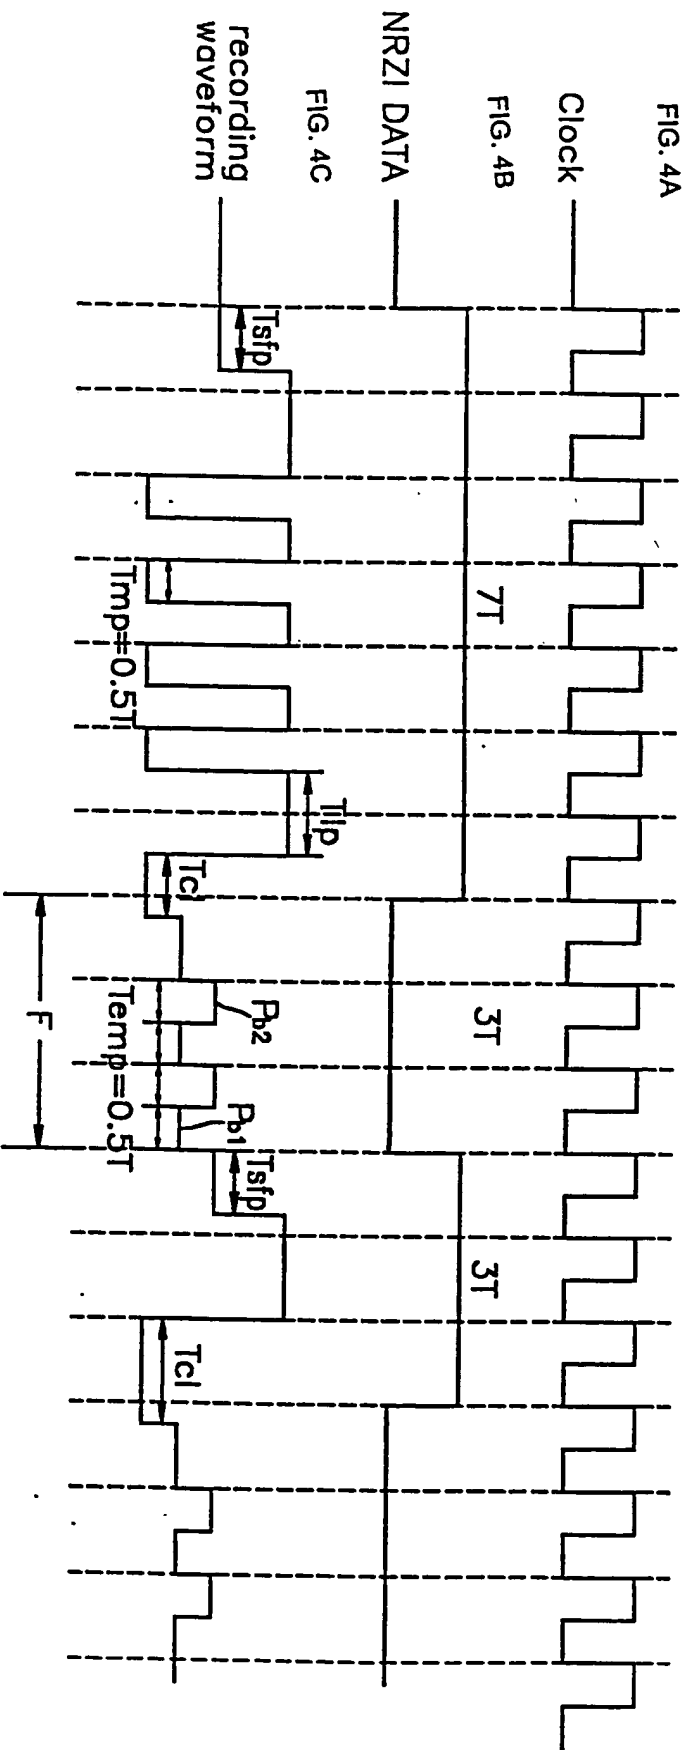 FIG. 4A
Clock
FIG. 4B
NRZI DATA
7T
3T
3T
FIG. 4C
recording
waveform
Tsfp
Tmp=0.5T
Tcl
Pb2
Pb1
Temp=0.5T
Tsfp
Tcl
F